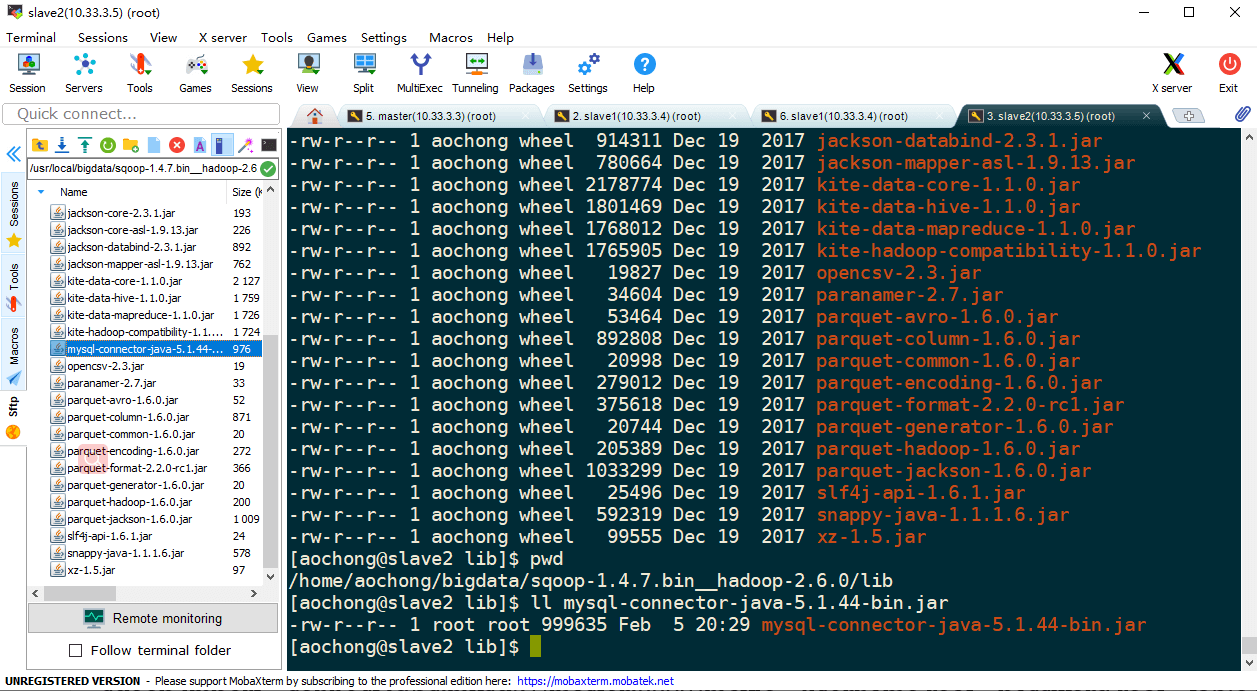 slave2(10.33.3.5) (root)
Terminal Sessions View X server Tools Games Settings Macros Help
Session Servers Tools Games Sessions View Split MultiExec Tunneling Packages Settings Help X server Exit
Quick connect...
5. master(10.33.3.3) (root) 2. slave1(10.33.3.4) (root) 6. slave1(10.33.3.4) (root) 3. slave2(10.33.3.5) (root)
/usr/local/bigdata/sqoop-1.4.7.bin__hadoop-2.6
Name Size (K
jackson-core-2.3.1.jar 193
jackson-core-asl-1.9.13.jar 226
jackson-databind-2.3.1.jar 892
jackson-mapper-asl-1.9.13.jar 762
kite-data-core-1.1.0.jar 2 127
kite-data-hive-1.1.0.jar 1 759
kite-data-mapreduce-1.1.0.jar 1 726
kite-hadoop-compatibility-1.1.... 1 724
mysql-connector-java-5.1.44-... 976
opencsv-2.3.jar 19
paranamer-2.7.jar 33
parquet-avro-1.6.0.jar 52
parquet-column-1.6.0.jar 871
parquet-common-1.6.0.jar 20
parquet-encoding-1.6.0.jar 272
parquet-format-2.2.0-rc1.jar 366
parquet-generator-1.6.0.jar 20
parquet-hadoop-1.6.0.jar 200
parquet-jackson-1.6.0.jar 1 009
slf4j-api-1.6.1.jar 24
snappy-java-1.1.1.6.jar 578
xz-1.5.jar 97
Sessions
Tools
Macros
Sftp
Remote monitoring
Follow terminal folder
-rw-r--r-- 1 aochong wheel 914311 Dec 19 2017 jackson-databind-2.3.1.jar
-rw-r--r-- 1 aochong wheel 780664 Dec 19 2017 jackson-mapper-asl-1.9.13.jar
-rw-r--r-- 1 aochong wheel 2178774 Dec 19 2017 kite-data-core-1.1.0.jar
-rw-r--r-- 1 aochong wheel 1801469 Dec 19 2017 kite-data-hive-1.1.0.jar
-rw-r--r-- 1 aochong wheel 1768012 Dec 19 2017 kite-data-mapreduce-1.1.0.jar
-rw-r--r-- 1 aochong wheel 1765905 Dec 19 2017 kite-hadoop-compatibility-1.1.0.jar
-rw-r--r-- 1 aochong wheel 19827 Dec 19 2017 opencsv-2.3.jar
-rw-r--r-- 1 aochong wheel 34604 Dec 19 2017 paranamer-2.7.jar
-rw-r--r-- 1 aochong wheel 53464 Dec 19 2017 parquet-avro-1.6.0.jar
-rw-r--r-- 1 aochong wheel 892808 Dec 19 2017 parquet-column-1.6.0.jar
-rw-r--r-- 1 aochong wheel 20998 Dec 19 2017 parquet-common-1.6.0.jar
-rw-r--r-- 1 aochong wheel 279012 Dec 19 2017 parquet-encoding-1.6.0.jar
-rw-r--r-- 1 aochong wheel 375618 Dec 19 2017 parquet-format-2.2.0-rc1.jar
-rw-r--r-- 1 aochong wheel 20744 Dec 19 2017 parquet-generator-1.6.0.jar
-rw-r--r-- 1 aochong wheel 205389 Dec 19 2017 parquet-hadoop-1.6.0.jar
-rw-r--r-- 1 aochong wheel 1033299 Dec 19 2017 parquet-jackson-1.6.0.jar
-rw-r--r-- 1 aochong wheel 25496 Dec 19 2017 slf4j-api-1.6.1.jar
-rw-r--r-- 1 aochong wheel 592319 Dec 19 2017 snappy-java-1.1.1.6.jar
-rw-r--r-- 1 aochong wheel 99555 Dec 19 2017 xz-1.5.jar
[aochong@slave2 lib]$ pwd
/home/aochong/bigdata/sqoop-1.4.7.bin__hadoop-2.6.0/lib
[aochong@slave2 lib]$ ll mysql-connector-java-5.1.44-bin.jar
-rw-r--r-- 1 root root 999635 Feb 5 20:29 mysql-connector-java-5.1.44-bin.jar
[aochong@slave2 lib]$
UNREGISTERED VERSION - Please support MobaXterm by subscribing to the professional edition here: https://mobaxterm.mobatek.net